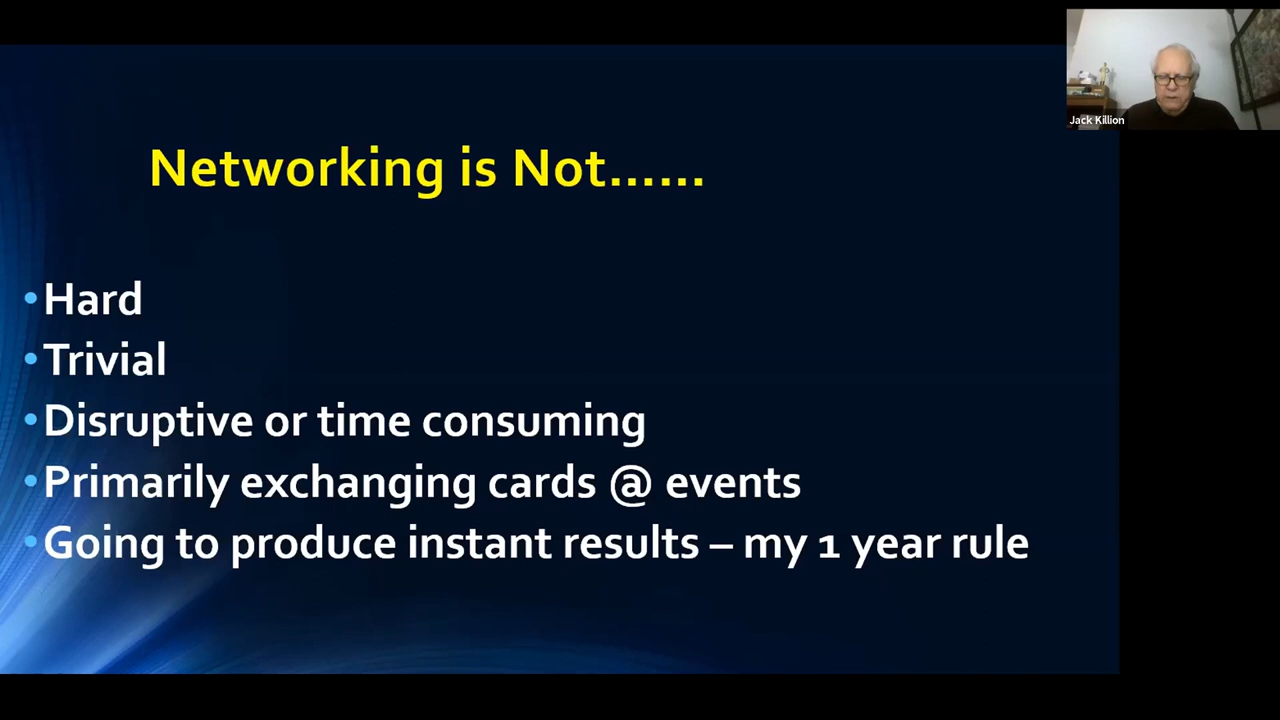 Jack Killion
Networking is Not......
•Hard
•Trivial
•Disruptive or time consuming
•Primarily exchanging cards @ events
•Going to produce instant results – my 1 year rule